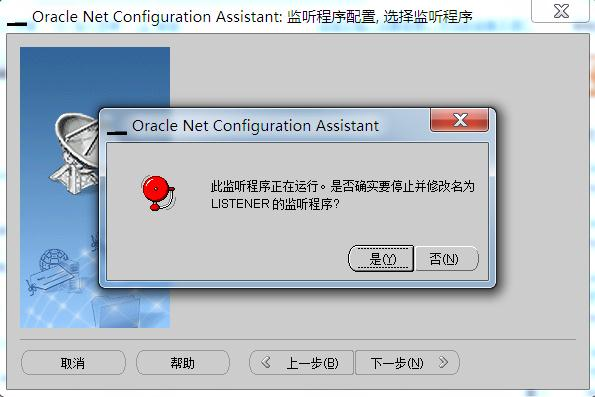 Oracle Net Configuration Assistant: 监听程序配置, 选择监听程序
Oracle Net Configuration Assistant
此监听程序正在运行。是否确实要停止并修改名为
LISTENER 的监听程序?
是(Y)
否(N)
取消
帮助
上一步(B)
下一步(N)